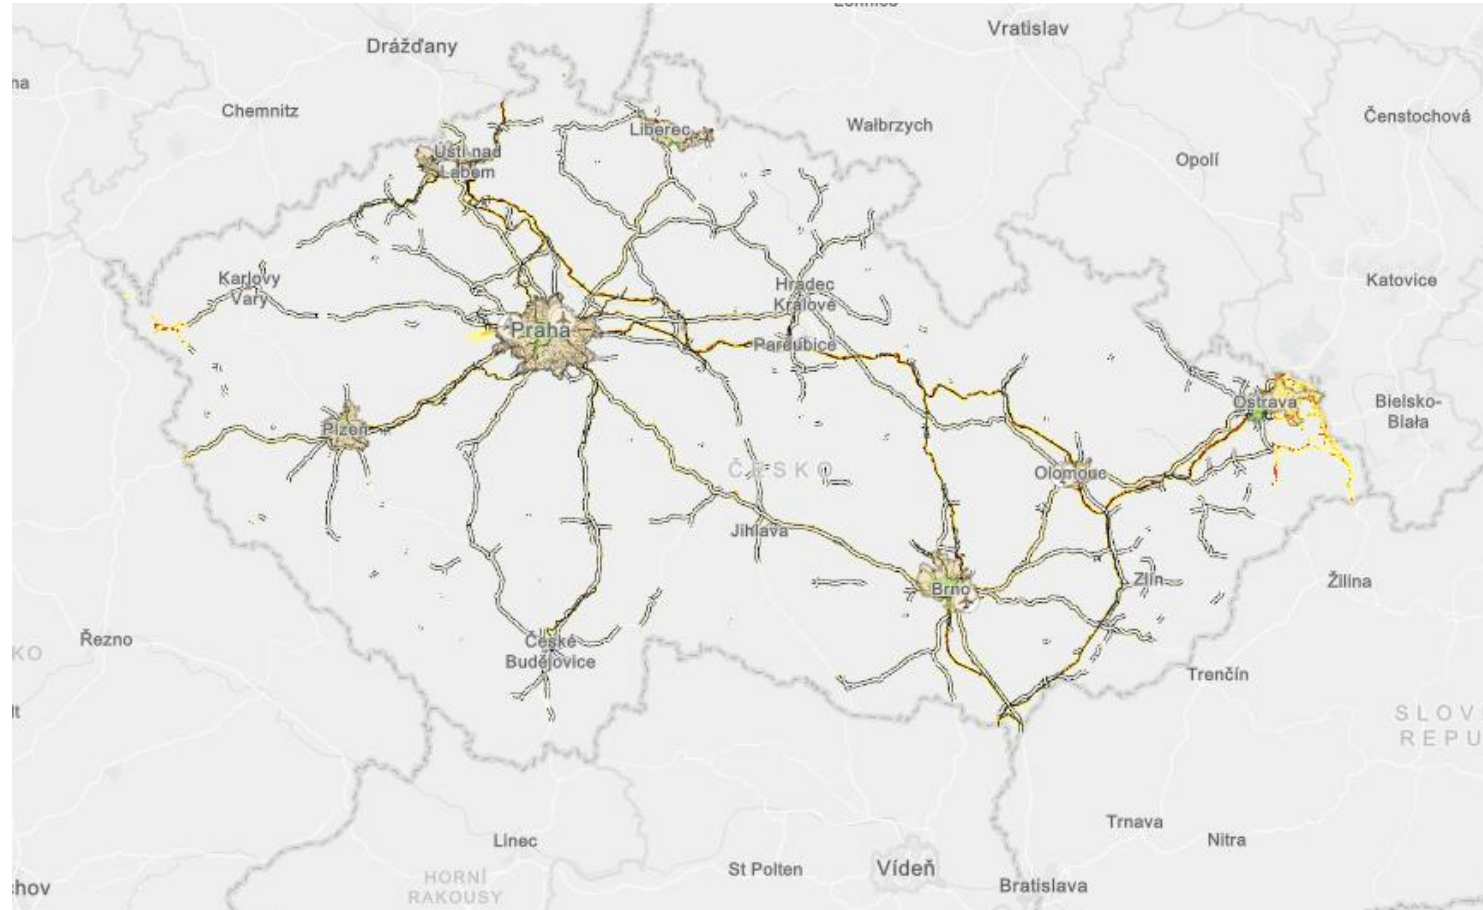 Vratislav
Drážďany
Chemnitz
Čenstochová
Wałbrzych
Liberec
Ústí nad
Labem
Opolí
Karlovy
Vary
Hradec
Králové
Katovice
Praha
Pardubice
Ostrava
Bielsko-
Biała
Plzeň
ČESKO
Olomouc
Jihlava
Brno
Zlín
Žilina
Řezno
České
Budějovice
Trenčín
SLOV
REPU
KO
Linec
Trnava
Nitra
St Polten
Vídeň
HORNÍ
RAKOUSY
Bratislava
chov